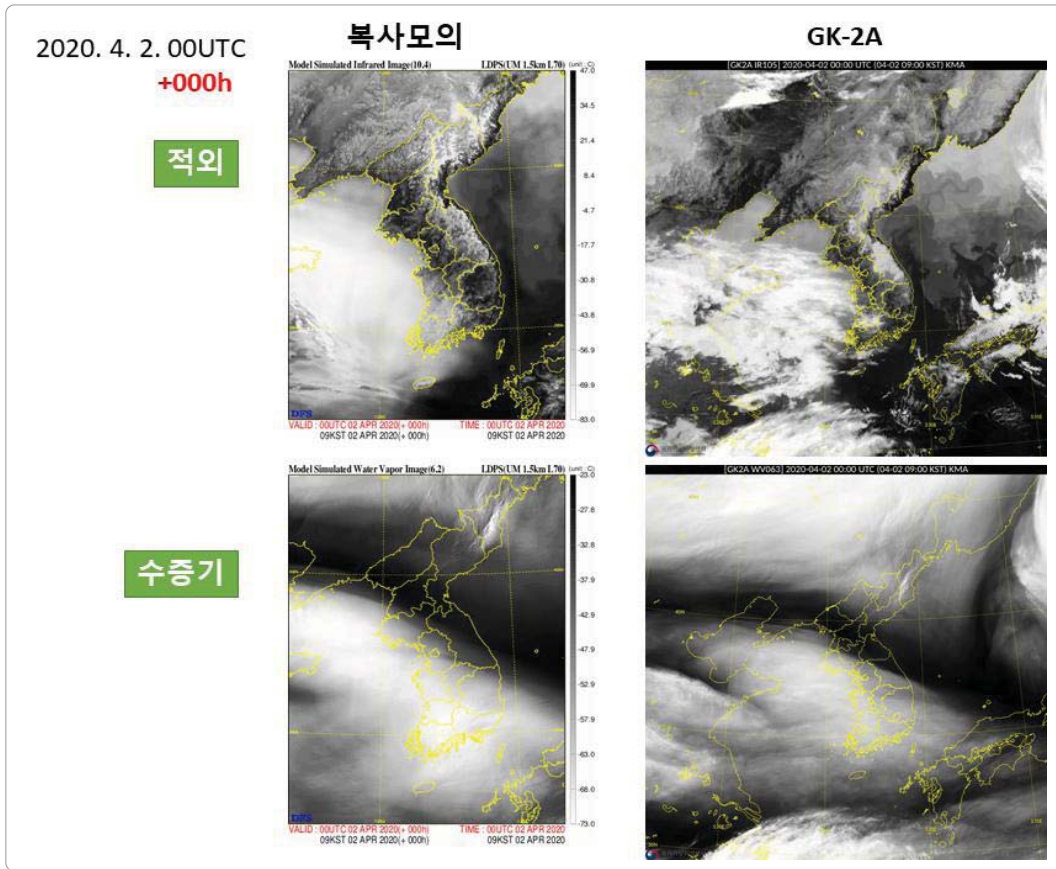 2020. 4. 2. 00UTC
+000h
복사모의
GK-2A
적외
Model Simulated Infrared Image(10.4) LDPS(UM 1.5km L70) (unit : C)
47.0
34.5
21.4
8.4
-4.7
-17.7
-30.8
-43.8
-56.9
-69.9
-83.0
DFS
VALID : 00UTC 02 APR 2020(+ 000h) TIME : 00UTC 02 APR 2020
09KST 02 APR 2020(+ 000h) 09KST 02 APR 2020
[GK2A IR105] 2020-04-02 00:00 UTC (04-02 09:00 KST) KMA
수증기
Model Simulated Water Vapor Image(6.2) LDPS(UM 1.5km L70) (unit : C)
-23.0
-27.8
-32.8
-37.9
-42.9
-47.9
-52.9
-57.9
-63.0
-68.0
-73.0
DFS
VALID : 00UTC 02 APR 2020(+ 000h) TIME : 00UTC 02 APR 2020
09KST 02 APR 2020(+ 000h) 09KST 02 APR 2020
[GK2A WV063] 2020-04-02 00:00 UTC (04-02 09:00 KST) KMA